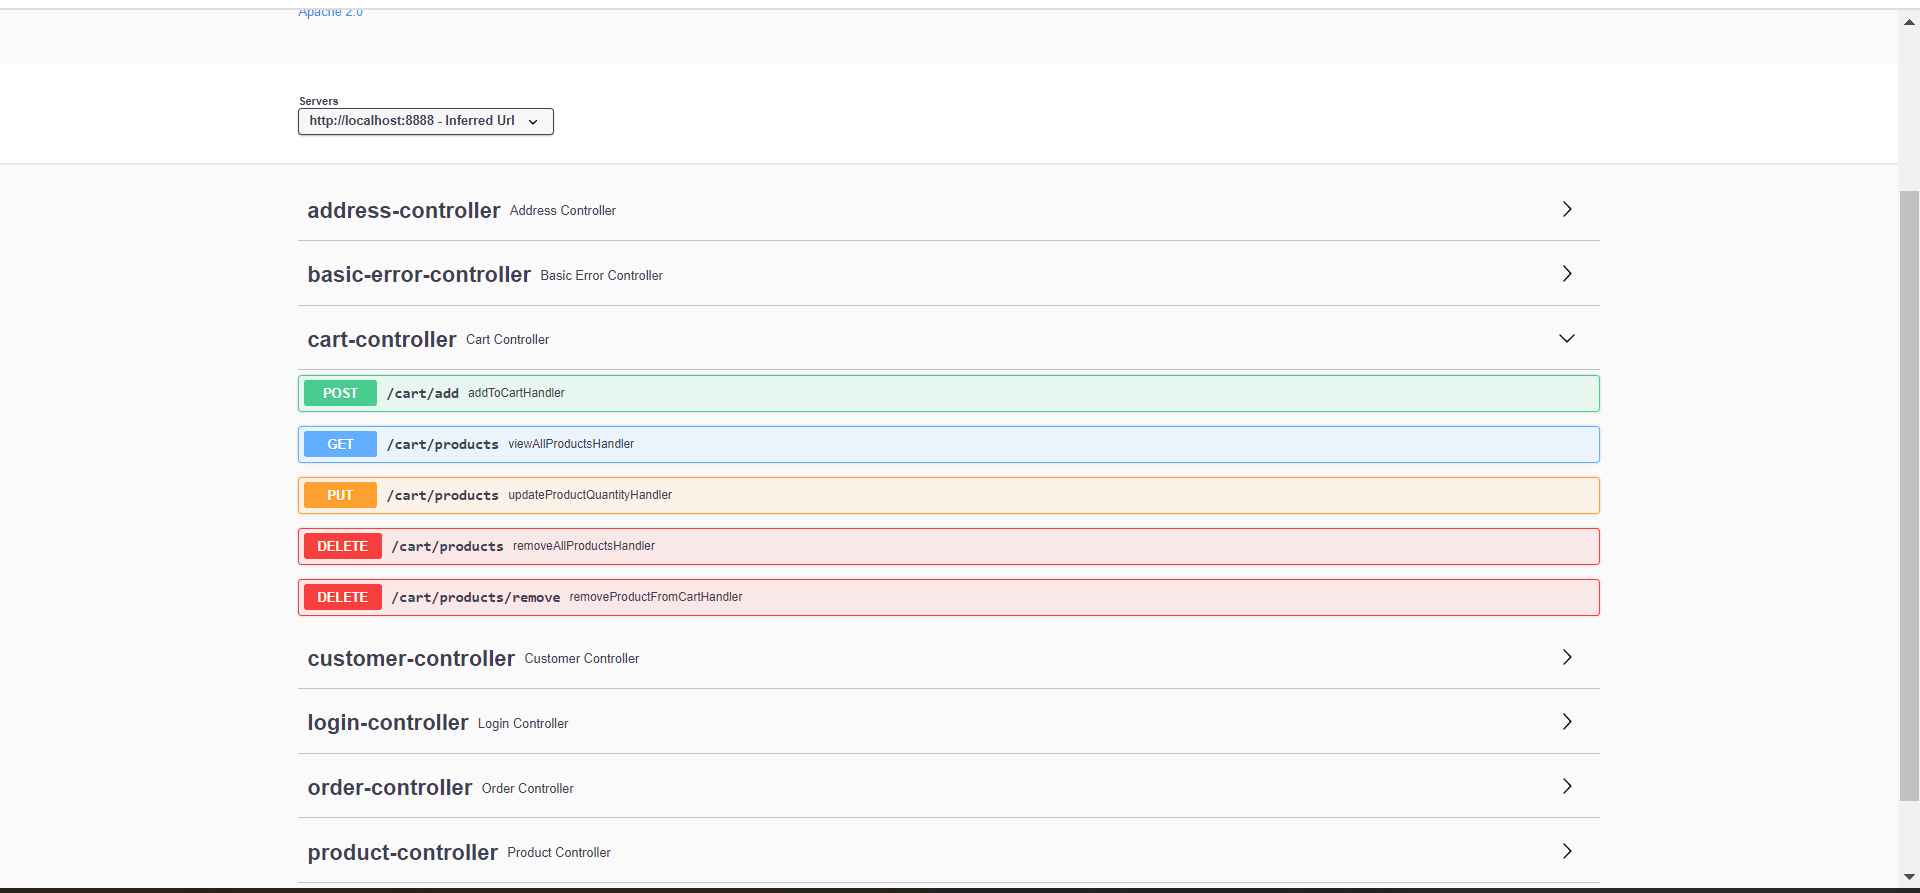 Apache 2.0
Servers
http://localhost:8888 - Inferred Url
address-controller Address Controller
basic-error-controller Basic Error Controller
cart-controller Cart Controller
POST /cart/add addToCartHandler
GET /cart/products viewAllProductsHandler
PUT /cart/products updateProductQuantityHandler
DELETE /cart/products removeAllProductsHandler
DELETE /cart/products/remove removeProductFromCartHandler
customer-controller Customer Controller
login-controller Login Controller
order-controller Order Controller
product-controller Product Controller